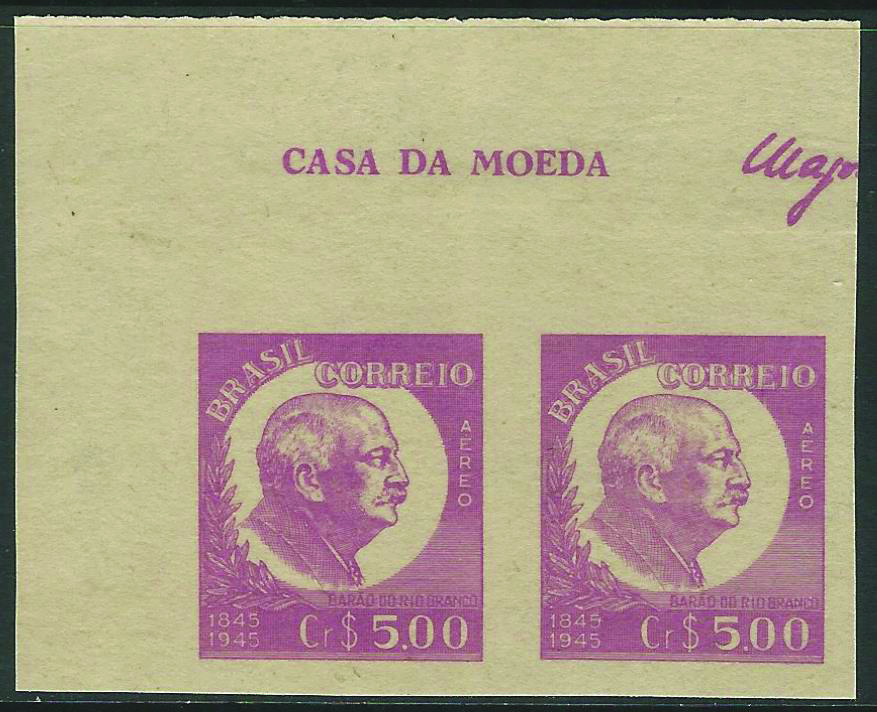 CASA DA MOEDA
BRASIL CORREIO
AEREO
BARÃO DO RIO BRANCO
1845
1945
Cr$ 5.00
BRASIL CORREIO
AEREO
BARÃO DO RIO BRANCO
1845
1945
Cr$ 5.00